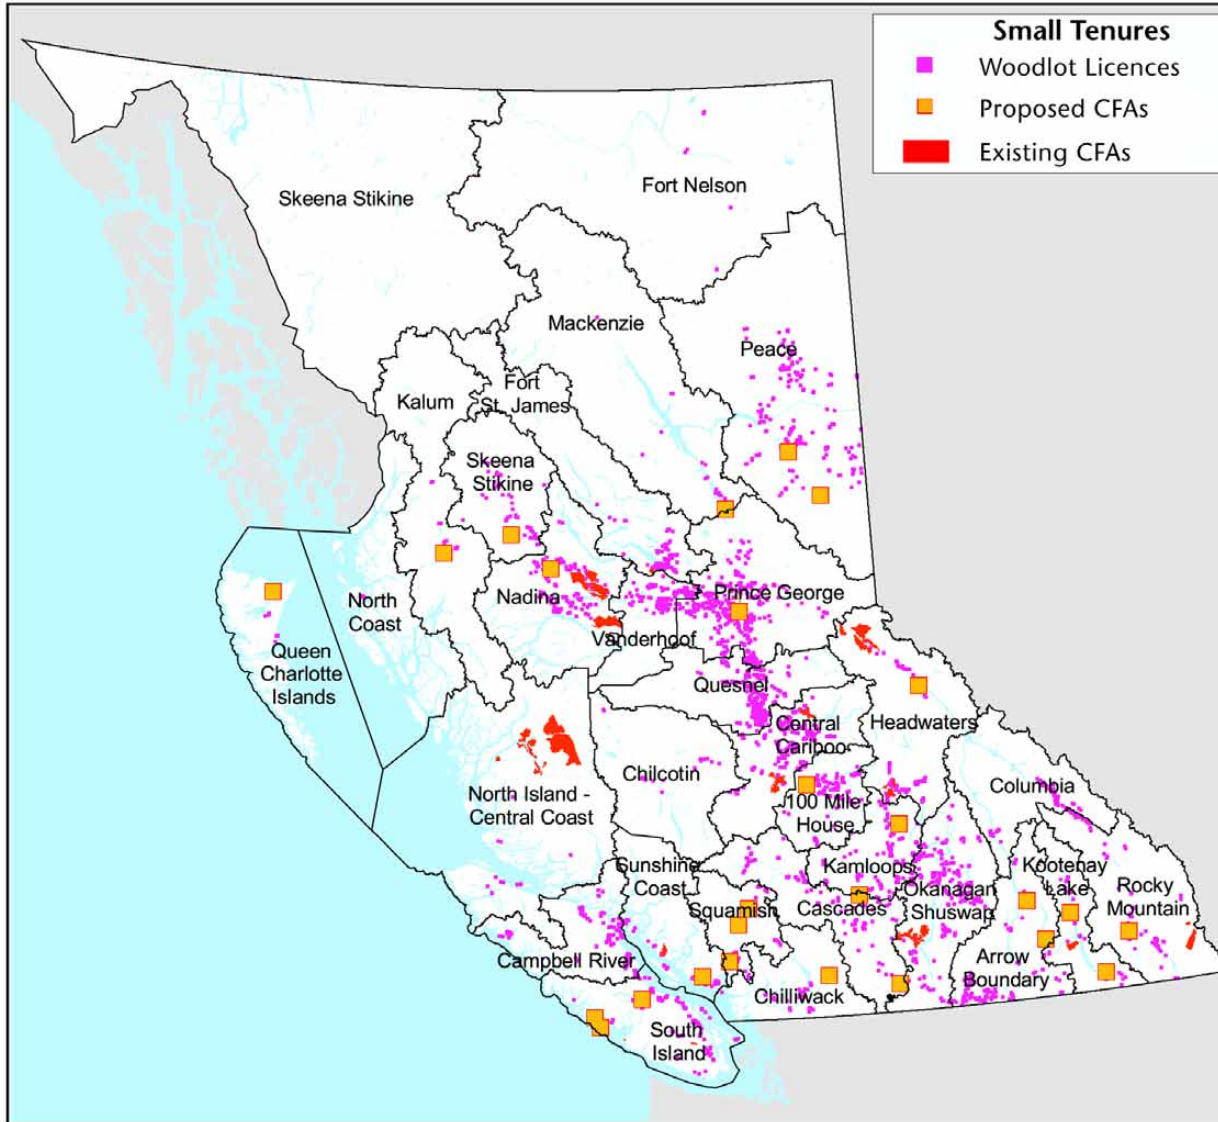 Small Tenures
Woodlot Licences
Proposed CFAs
Existing CFAs
Skeena Stikine
Fort Nelson
Mackenzie
Peace
Fort
St. James
Kalum
Skeena
Stikine
Nadina
Prince George
North
Coast
Vanderhoof
Queen
Charlotte
Islands
Quesnel
Central
Cariboo
Headwaters
Chilcotin
Columbia
North Island -
Central Coast
100 Mile
House
Sunshine
Coast
Kamloops
Kootenay
Lake
Okanagan
Shuswap
Rocky
Mountain
Squamish
Cascades
Campbell River
Arrow
Boundary
Chilliwack
South
Island